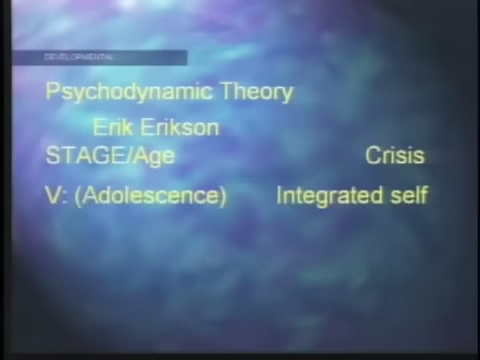 DEVELOPMENTAL
Psychodynamic Theory
Erik Erikson
STAGE/Age Crisis
V: (Adolescence) Integrated self